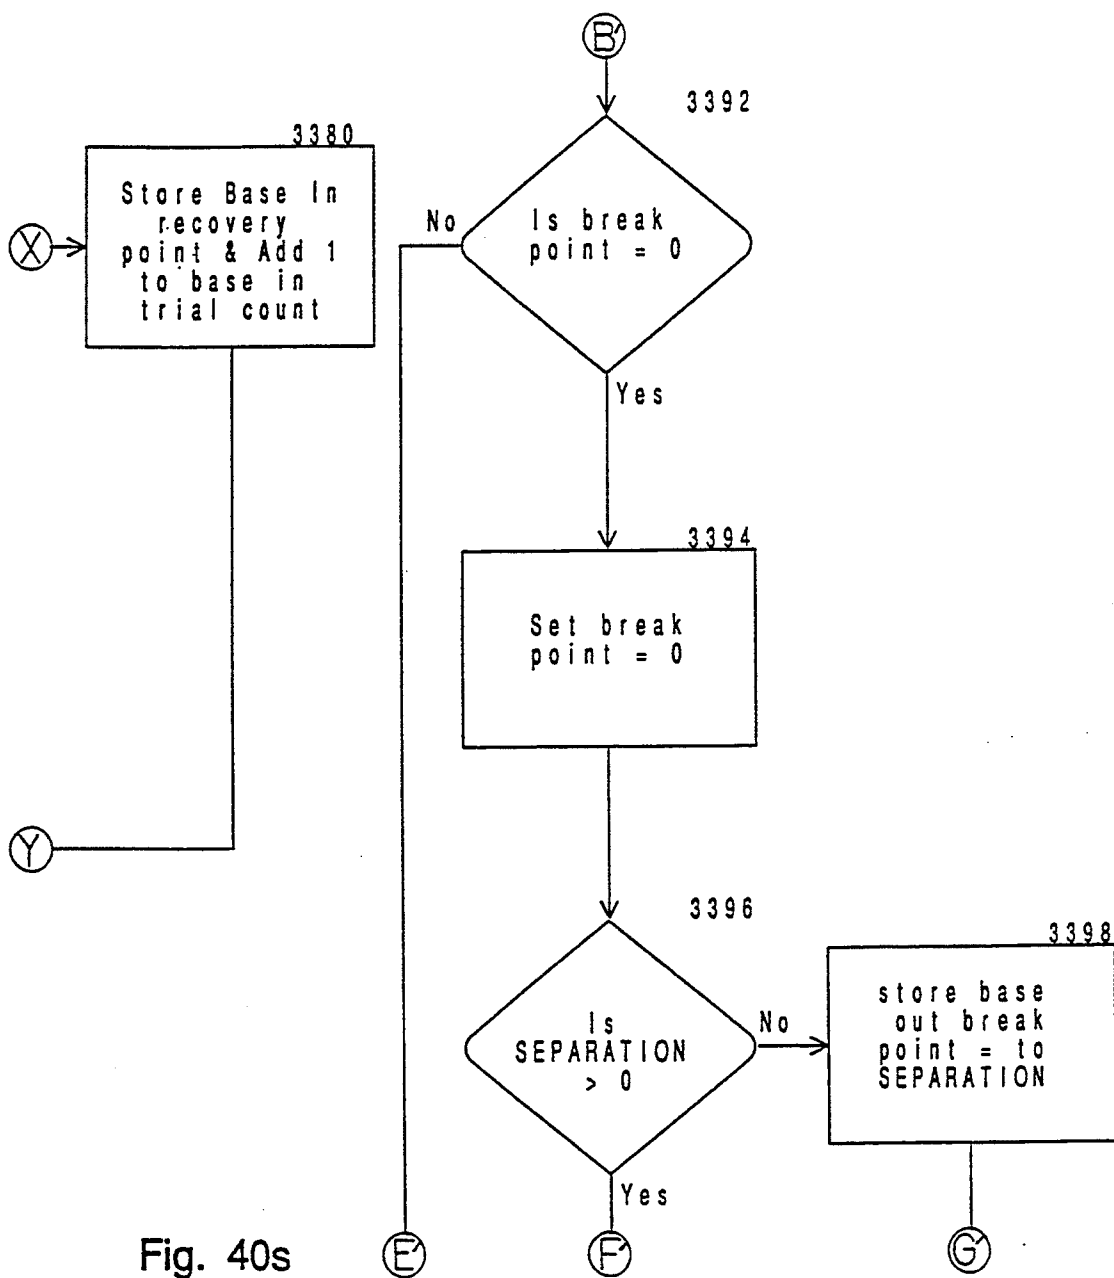 B'
3392
3380
Store Base In
recovery
point & Add 1
to base in
trial count
X
No
Is break
point = 0
Yes
3394
Set break
point = 0
Y
3396
3398
Is
SEPARATION
> 0
No
store base
out break
point = to
SEPARATION
Yes
Fig. 40s
E'
F'
G'